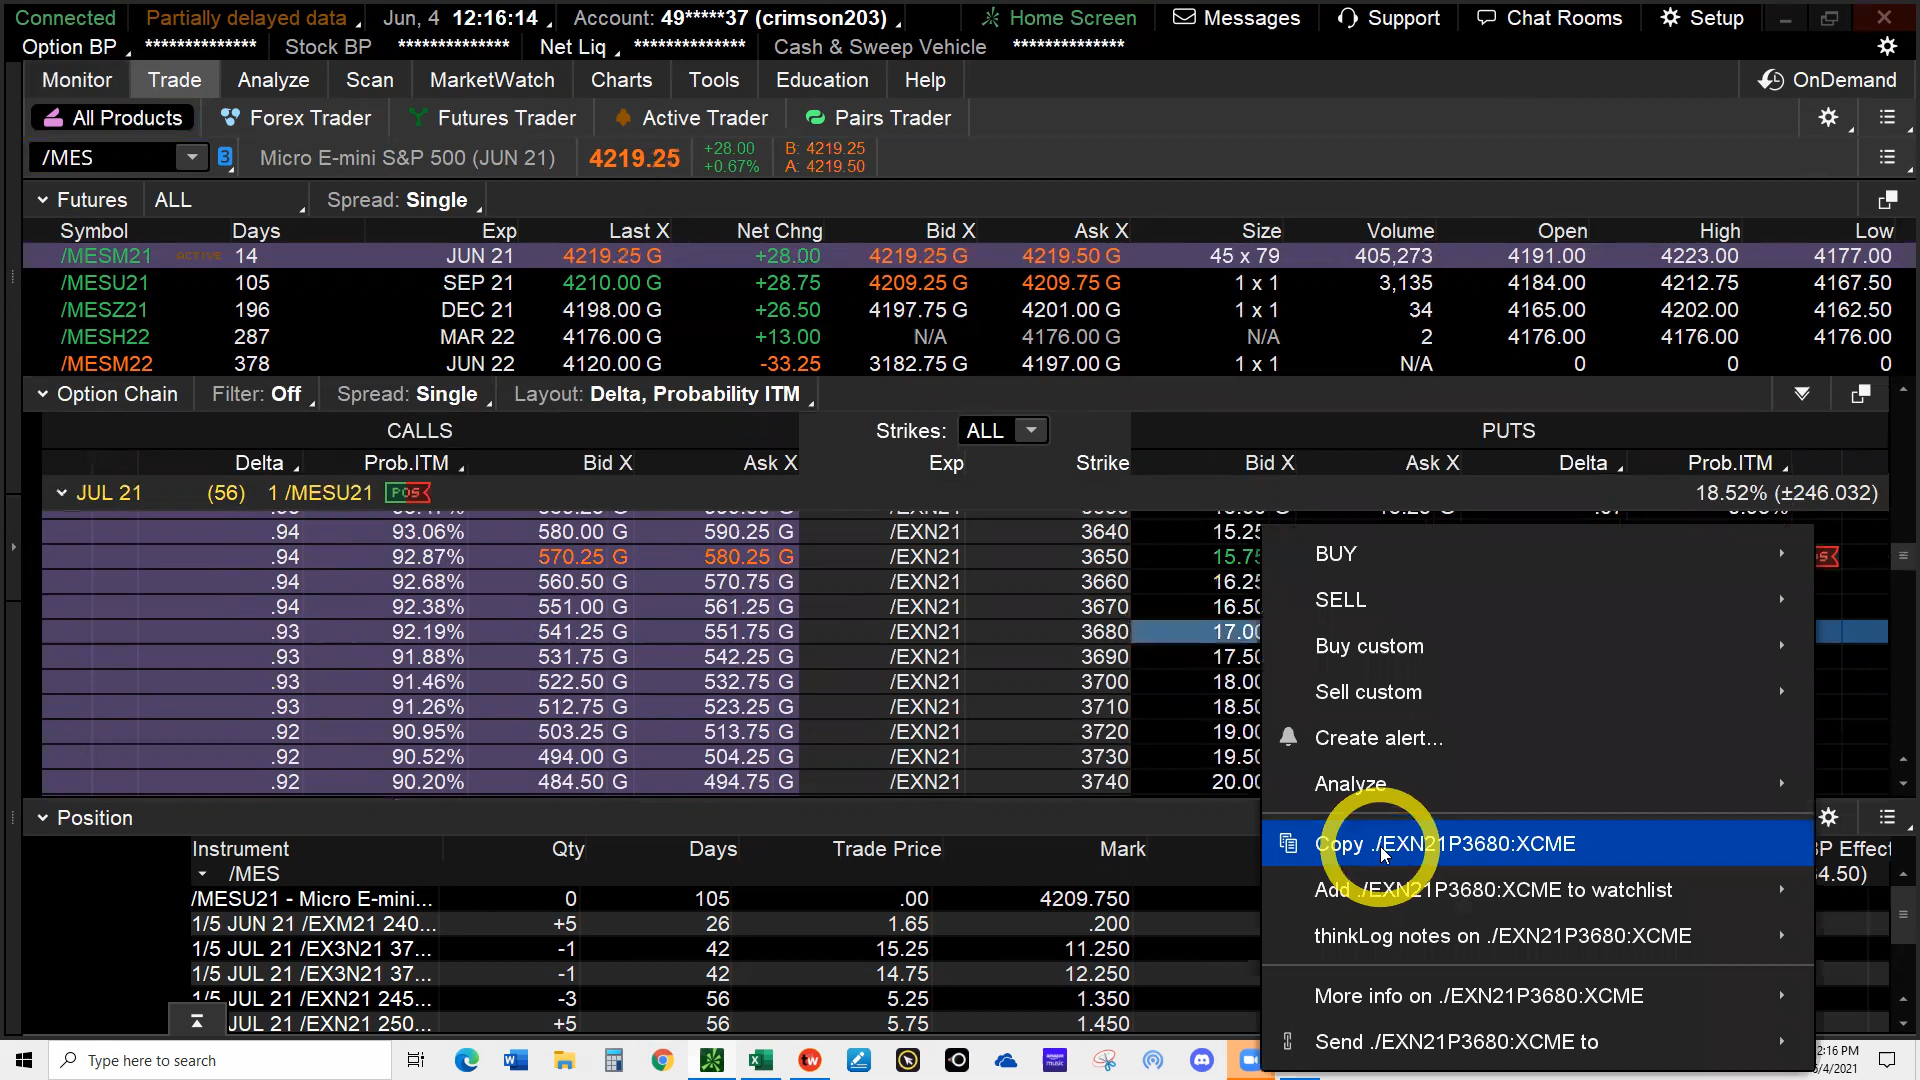 Connected Partially delayed data Jun, 4 12:16:14 Account: 49*****37 (crimson203) Home Screen Messages Support Chat Rooms Setup
Option BP ************** Stock BP ************** Net Liq ************** Cash & Sweep Vehicle **************
Monitor Trade Analyze Scan MarketWatch Charts Tools Education Help OnDemand
All Products Forex Trader Futures Trader Active Trader Pairs Trader
/MES 3 Micro E-mini S&P 500 (JUN 21) 4219.25 +28.00 B: 4219.25
+0.67% A: 4219.50
Futures ALL Spread: Single
Symbol Days Exp Last X Net Chng Bid X Ask X Size Volume Open High Low
/MESM21 ACTIVE 14 JUN 21 4219.25 G +28.00 4219.25 G 4219.50 G 45 x 79 405,273 4191.00 4223.00 4177.00
/MESU21 105 SEP 21 4210.00 G +28.75 4209.25 G 4209.75 G 1 x 1 3,135 4184.00 4212.75 4167.50
/MESZ21 196 DEC 21 4198.00 G +26.50 4197.75 G 4201.00 G 1 x 1 34 4165.00 4202.00 4162.50
/MESH22 287 MAR 22 4176.00 G +13.00 N/A 4176.00 G N/A 2 4176.00 4176.00 4176.00
/MESM22 378 JUN 22 4120.00 G -33.25 3182.75 G 4197.00 G 1 x 1 N/A 0 0 0
Option Chain Filter: Off Spread: Single Layout: Delta, Probability ITM
CALLS Strikes: ALL PUTS
Delta Prob.ITM Bid X Ask X Exp Strike Bid X Ask X Delta Prob.ITM
JUL 21 (56) 1 /MESU21 POS 18.52% (±246.032)
.94 93.06% 580.00 G 590.25 G /EXN21 3640 15.25
.94 92.87% 570.25 G 580.25 G /EXN21 3650 15.75
.94 92.68% 560.50 G 570.75 G /EXN21 3660 16.25
.94 92.38% 551.00 G 561.25 G /EXN21 3670 16.50
.93 92.19% 541.25 G 551.75 G /EXN21 3680 17.00
.93 91.88% 531.75 G 542.25 G /EXN21 3690 17.50
.93 91.46% 522.50 G 532.75 G /EXN21 3700 18.00
.93 91.26% 512.75 G 523.25 G /EXN21 3710 18.50
.92 90.95% 503.25 G 513.75 G /EXN21 3720 19.00
.92 90.52% 494.00 G 504.25 G /EXN21 3730 19.50
.92 90.20% 484.50 G 494.75 G /EXN21 3740 20.00
BUY
SELL
Buy custom
Sell custom
Create alert...
Analyze
Copy ./EXN21P3680:XCME
Add ./EXN21P3680:XCME to watchlist
thinkLog notes on ./EXN21P3680:XCME
More info on ./EXN21P3680:XCME
Send ./EXN21P3680:XCME to
Position
Instrument Qty Days Trade Price Mark P Effect
/MES 4.50)
/MESU21 - Micro E-mini... 0 105 .00 4209.750
1/5 JUN 21 /EXM21 240... +5 26 1.65 .200
1/5 JUL 21 /EX3N21 37... -1 42 15.25 11.250
1/5 JUL 21 /EX3N21 37... -1 42 14.75 12.250
1/5 JUL 21 /EXN21 245... -3 56 5.25 1.350
JUL 21 /EXN21 250... +5 56 5.75 1.450
Type here to search tw 2:16 PM
/4/2021